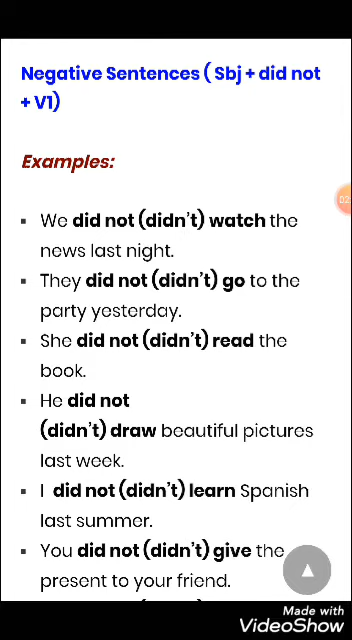 Negative Sentences ( Sbj + did not
+ V1)
Examples:
▪ We did not (didn't) watch the
news last night.
▪ They did not (didn't) go to the
party yesterday.
▪ She did not (didn't) read the
book.
▪ He did not
(didn't) draw beautiful pictures
last week.
▪ I did not (didn't) learn Spanish
last summer.
▪ You did not (didn't) give the
present to your friend.
Made with
VideoShow